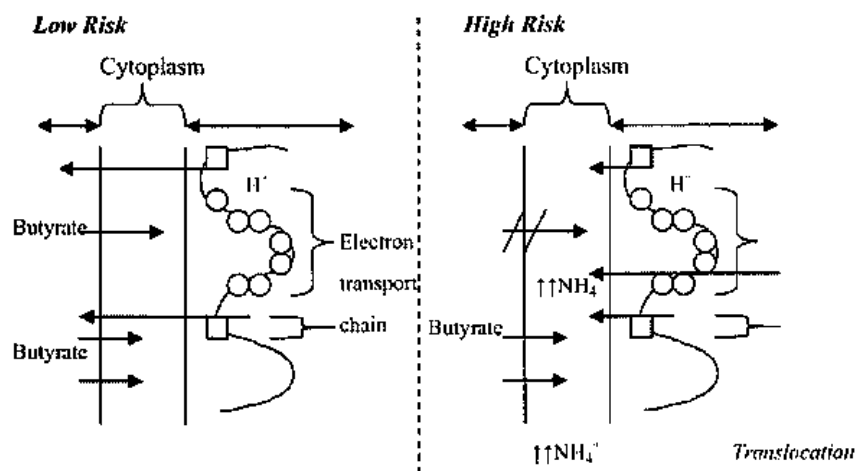 Low Risk
Cytoplasm
H⁺
Butyrate
Electron
transport
chain
Butyrate
High Risk
Cytoplasm
H⁺
↑↑NH₄
Butyrate
↑↑NH₄⁺
Translocation